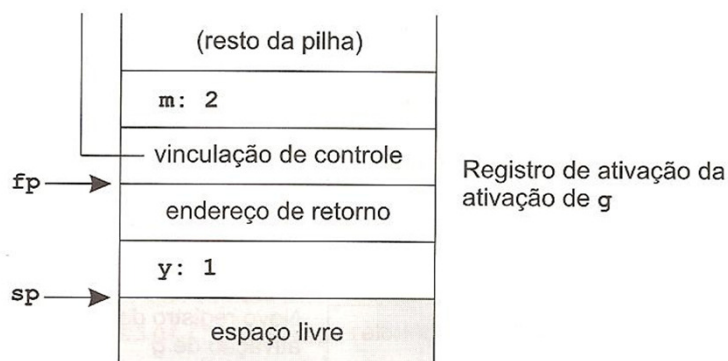 (resto da pilha)
m: 2
vinculação de controle
fp
Registro de ativação da
ativação de g
endereço de retorno
y: 1
sp
espaço livre